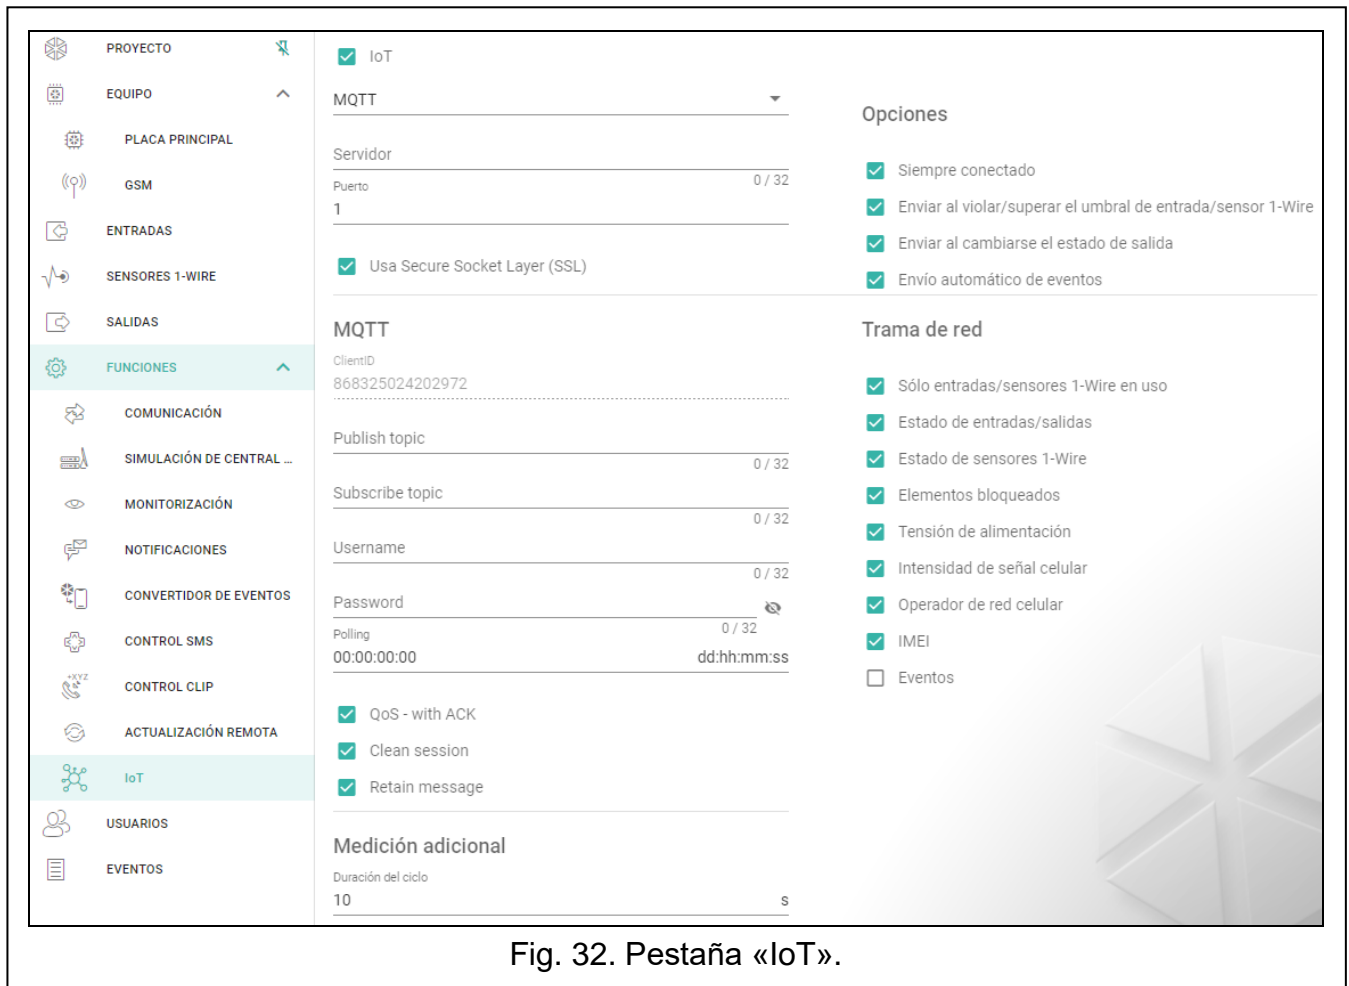 PROYECTO
EQUIPO
PLACA PRINCIPAL
GSM
ENTRADAS
SENSORES 1-WIRE
SALIDAS
FUNCIONES
COMUNICACIÓN
SIMULACIÓN DE CENTRAL ...
MONITORIZACIÓN
NOTIFICACIONES
CONVERTIDOR DE EVENTOS
CONTROL SMS
+XYZ
CONTROL CLIP
ACTUALIZACIÓN REMOTA
IoT
USUARIOS
EVENTOS
IoT
MQTT
Servidor
0 / 32
Puerto
1
Usa Secure Socket Layer (SSL)
MQTT
ClientID
868325024202972
Publish topic
0 / 32
Subscribe topic
0 / 32
Username
0 / 32
Password
0 / 32
Polling
00:00:00:00 dd:hh:mm:ss
QoS - with ACK
Clean session
Retain message
Medición adicional
Duración del ciclo
10 s
Opciones
Siempre conectado
Enviar al violar/superar el umbral de entrada/sensor 1-Wire
Enviar al cambiarse el estado de salida
Envío automático de eventos
Trama de red
Sólo entradas/sensores 1-Wire en uso
Estado de entradas/salidas
Estado de sensores 1-Wire
Elementos bloqueados
Tensión de alimentación
Intensidad de señal celular
Operador de red celular
IMEI
Eventos
Fig. 32. Pestaña «IoT».